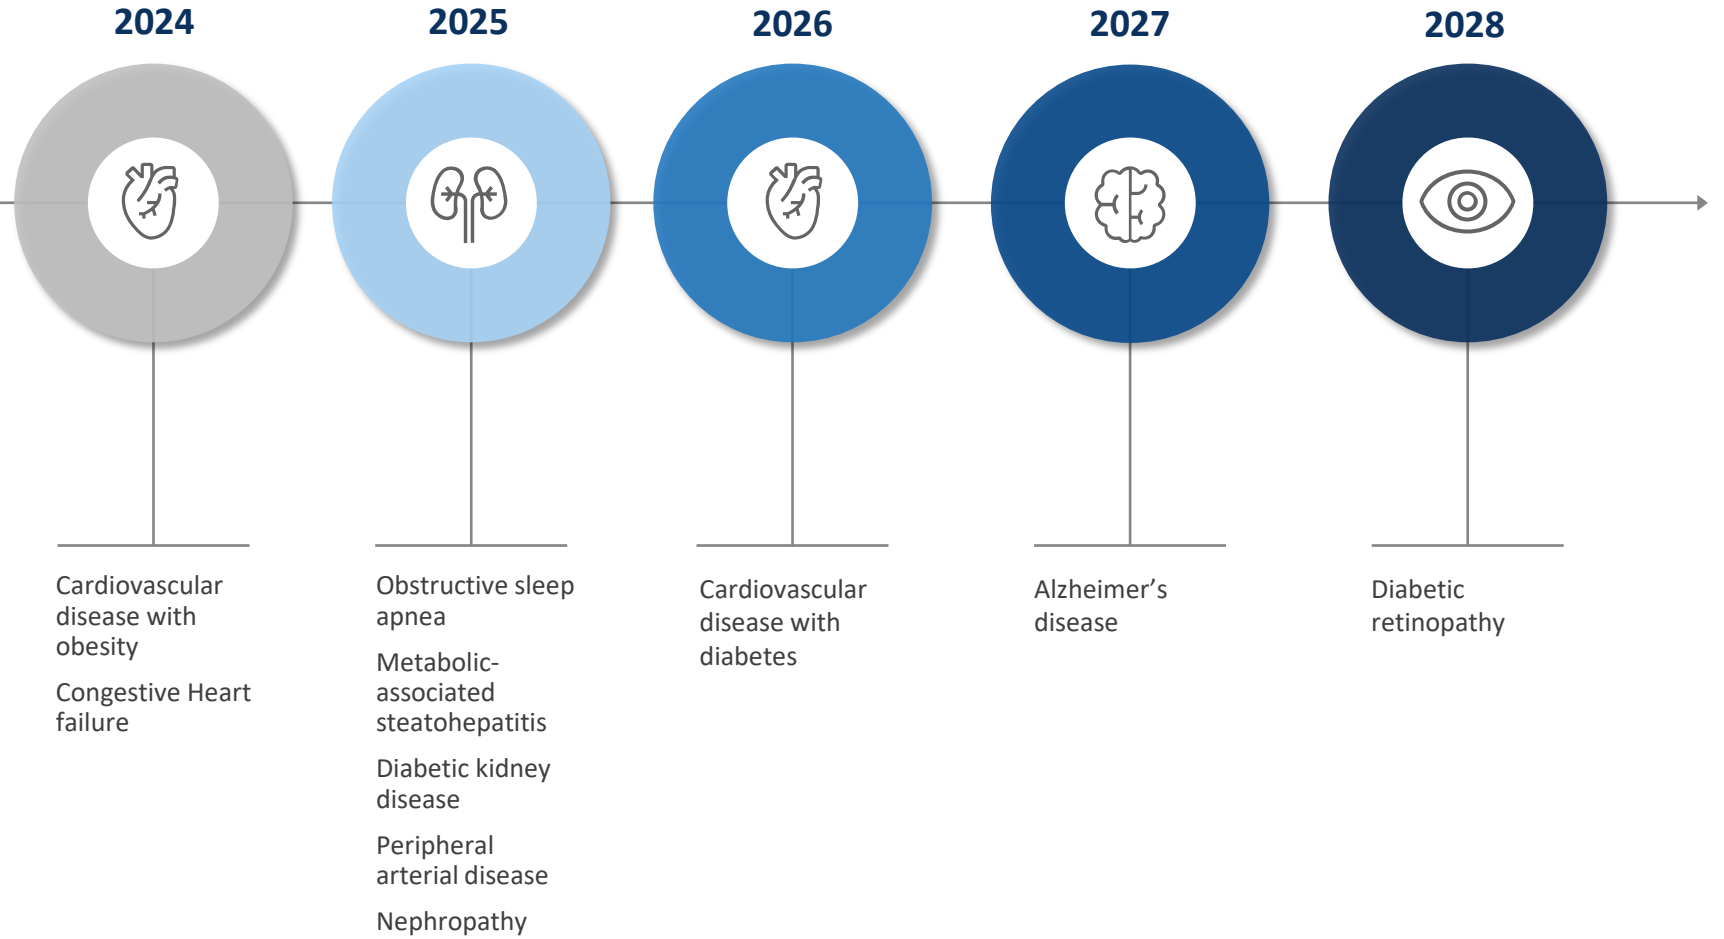 2024
2025
2026
2027
2028
Cardiovascular
disease with
obesity
Congestive Heart
failure
Obstructive sleep
apnea
Metabolic-
associated
steatohepatitis
Diabetic kidney
disease
Peripheral
arterial disease
Nephropathy
Cardiovascular
disease with
diabetes
Alzheimer’s
disease
Diabetic
retinopathy